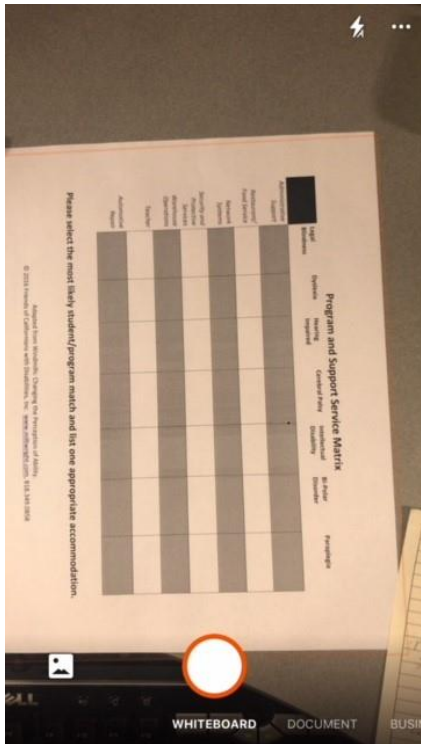 Program and Support Service Matrix
Legal
Blindness
Dyslexia
Hearing
Impaired
Cerebral Palsy
Intellectual
Disability
Bi-Polar
Disorder
Paraplegia
Administrative
Support
Restaurant/
Food Service
Network
Systems
Security and
Protective
Services
Warehouse
Operations
Teacher
Automotive
Repair
Please select the most likely student/program match and list one appropriate accommodation.
Adapted from Windmills: Changing the Perception of Ability
© 2016 Friends of Californians with Disabilities, Inc.
WHITEBOARD
DOCUMENT
BUSI